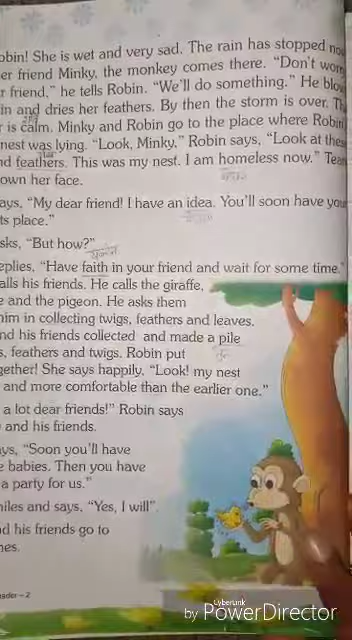 obin! She is wet and very sad. The rain has stopped now
er friend Minky, the monkey comes there. "Don't worr
r friend," he tells Robin. "We'll do something." He blow
in and dries her feathers. By then the storm is over. Th
r is calm. Minky and Robin go to the place where Robin'
nest was lying. "Look, Minky," Robin says, "Look at thes
nd feathers. This was my nest. I am homeless now." Tear
own her face.
ays, "My dear friend! I have an idea. You'll soon have you
ts place."
sks, "But how?"
eplies, "Have faith in your friend and wait for some time."
alls his friends. He calls the giraffe,
e and the pigeon. He asks them
him in collecting twigs, feathers and leaves.
nd his friends collected and made a pile
s, feathers and twigs. Robin put
gether! She says happily, "Look! my nest
and more comfortable than the earlier one."
a lot dear friends!" Robin says
and his friends.
ays, "Soon you'll have
e babies. Then you have
a party for us."
miles and says, "Yes, I will".
nd his friends go to
mes.
eader – 2
CyberLink
by PowerDirector